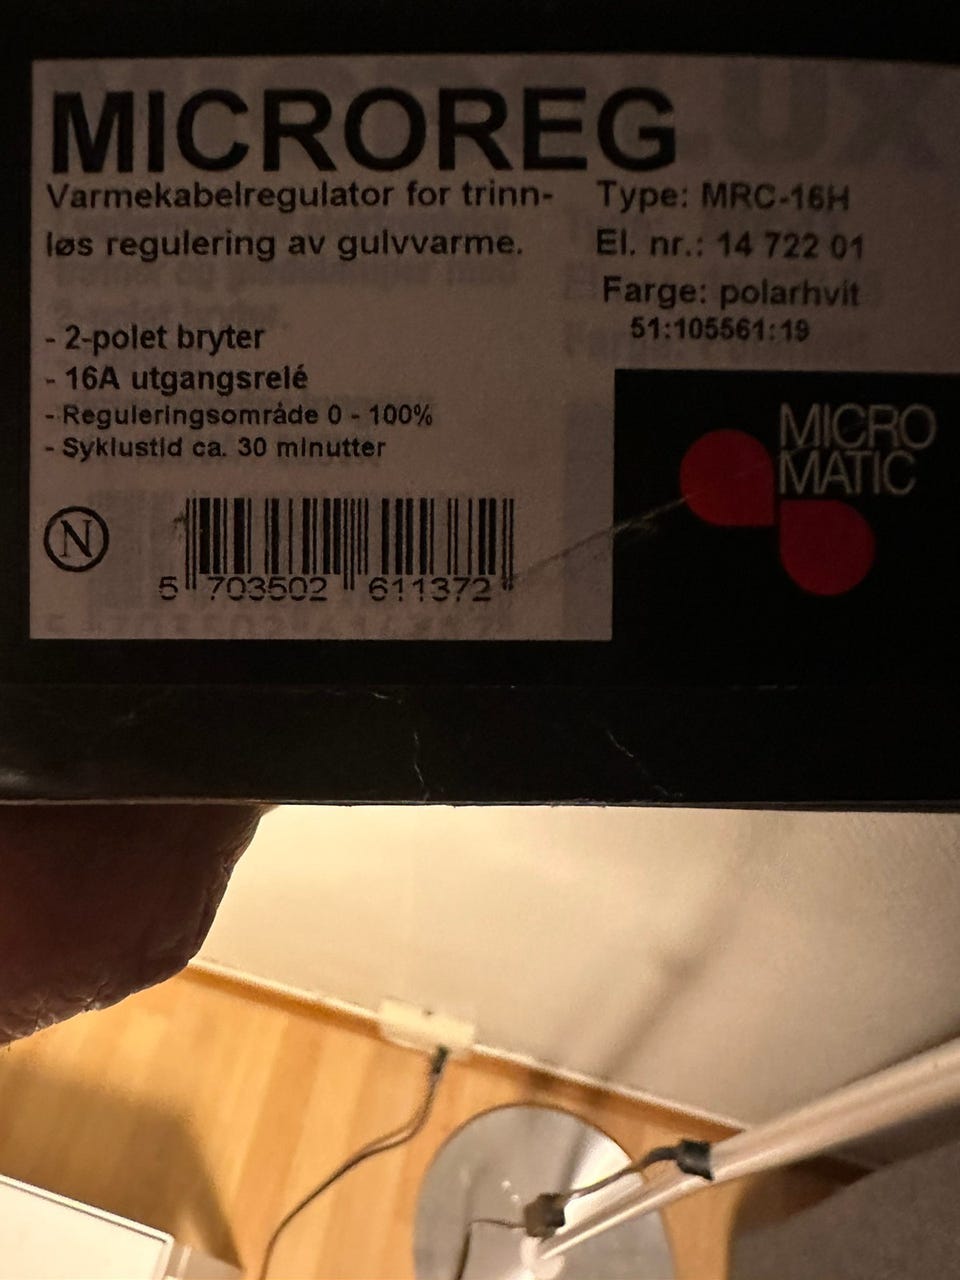 MICROREG
Varmekabelregulator for trinn-
løs regulering av gulvvarme.
- 2-polet bryter
- 16A utgangsrelé
- Reguleringsområde 0 - 100%
- Syklustid ca. 30 minutter
N
5 703502 611372
Type: MRC-16H
El. nr.: 14 722 01
Farge: polarhvit
51:105561:19
MICRO
MATIC